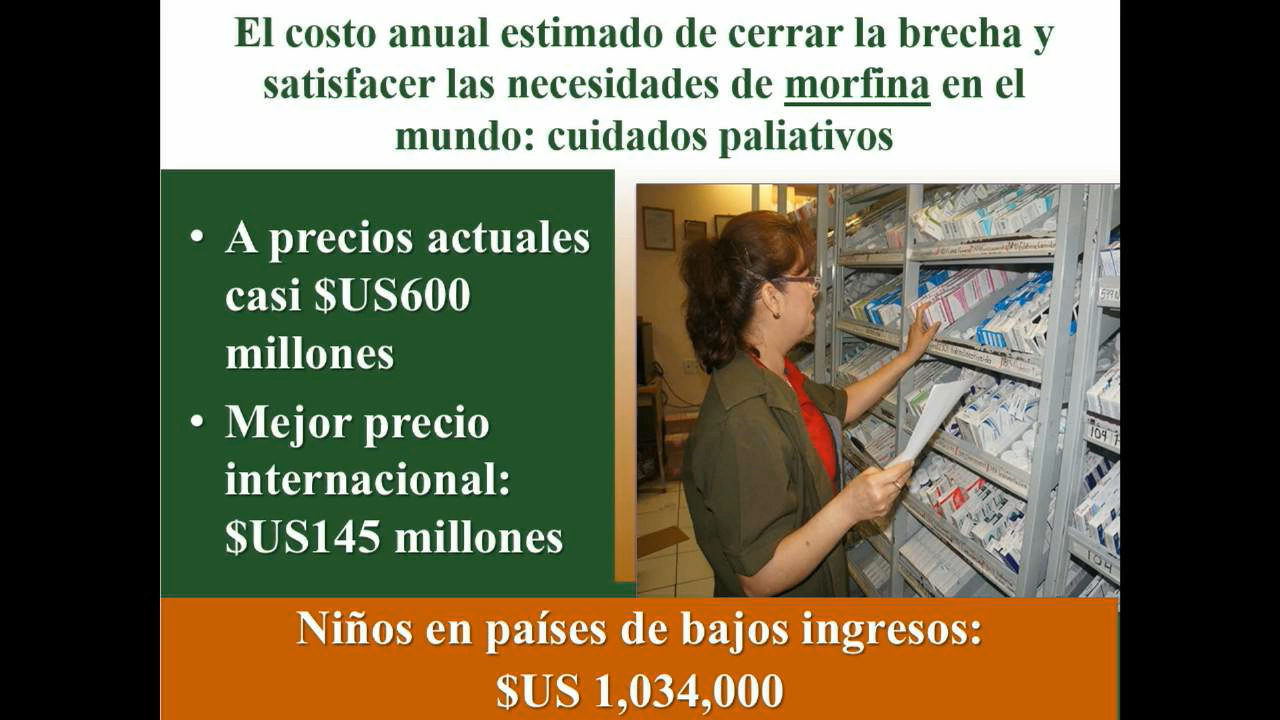 El costo anual estimado de cerrar la brecha y
satisfacer las necesidades de morfina en el
mundo: cuidados paliativos
• A precios actuales
casi $US600
millones
• Mejor precio
internacional:
$US145 millones
104
Niños en países de bajos ingresos:
$US 1,034,000